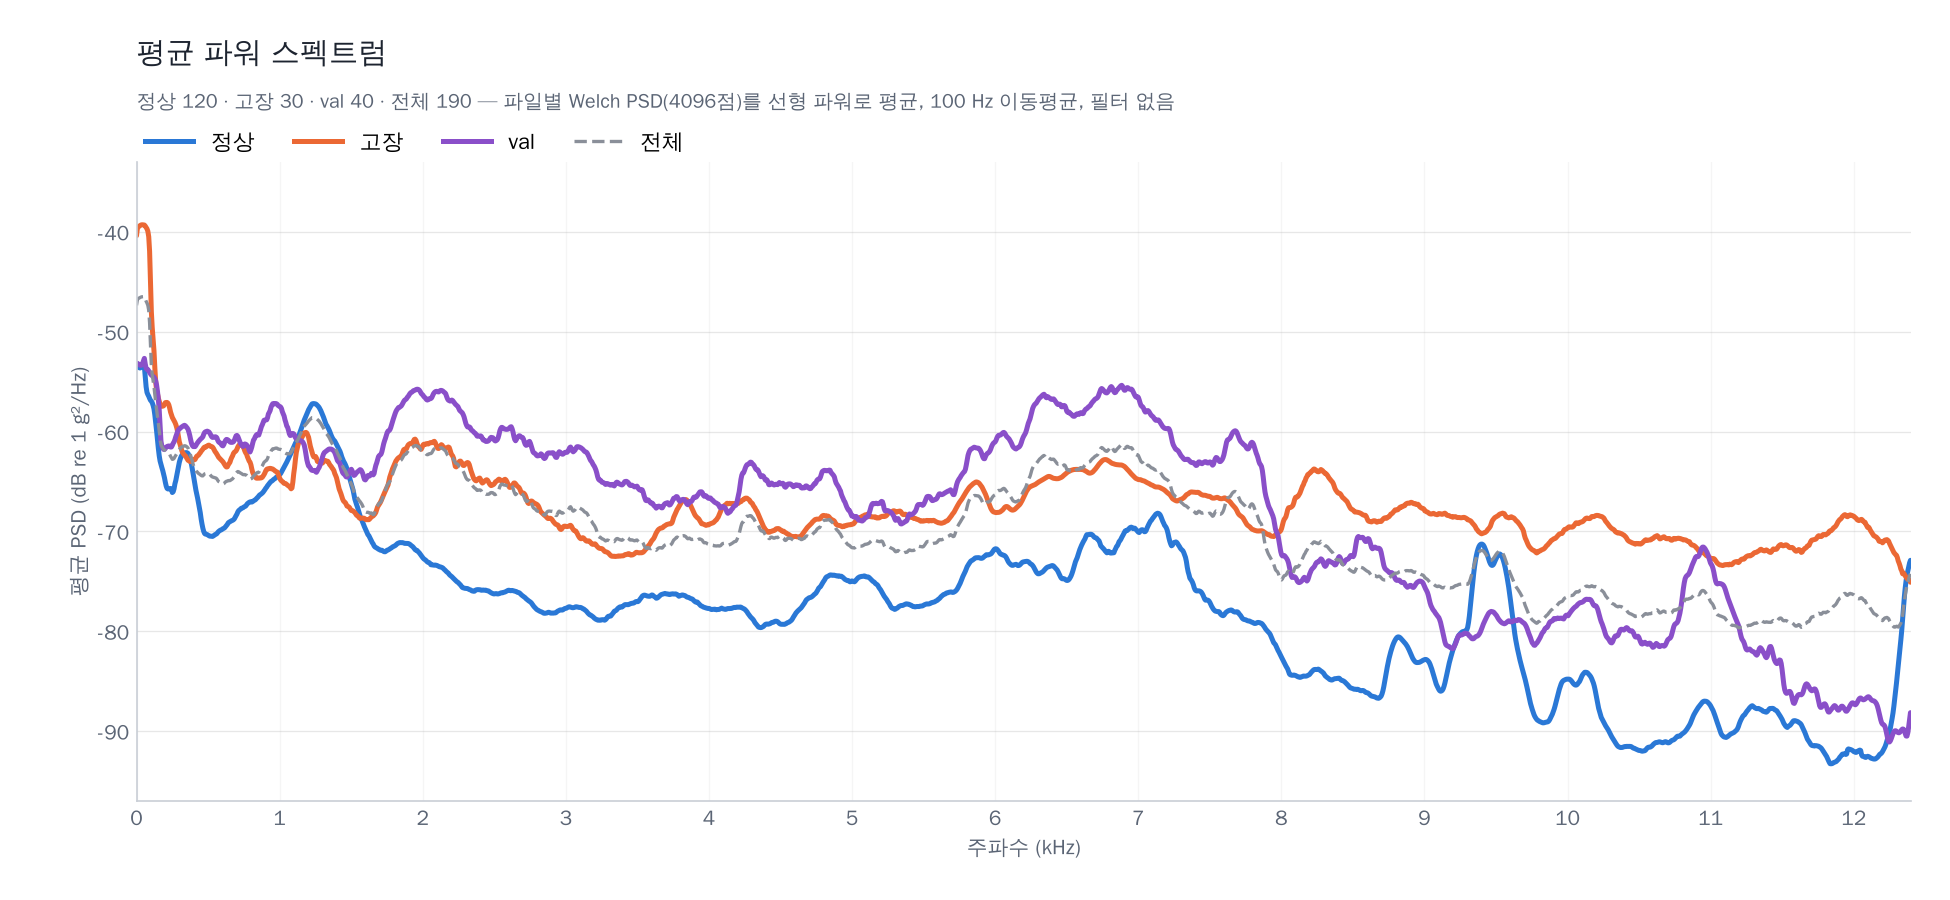 평균 파워 스펙트럼
정상 120 · 고장 30 · val 40 · 전체 190 — 파일별 Welch PSD(4096점)를 선형 파워로 평균, 100 Hz 이동평균, 필터 없음
정상 고장 val 전체
평균 PSD (dB re 1 g²/Hz)
-40
-50
-60
-70
-80
-90
0 1 2 3 4 5 6 7 8 9 10 11 12
주파수 (kHz)